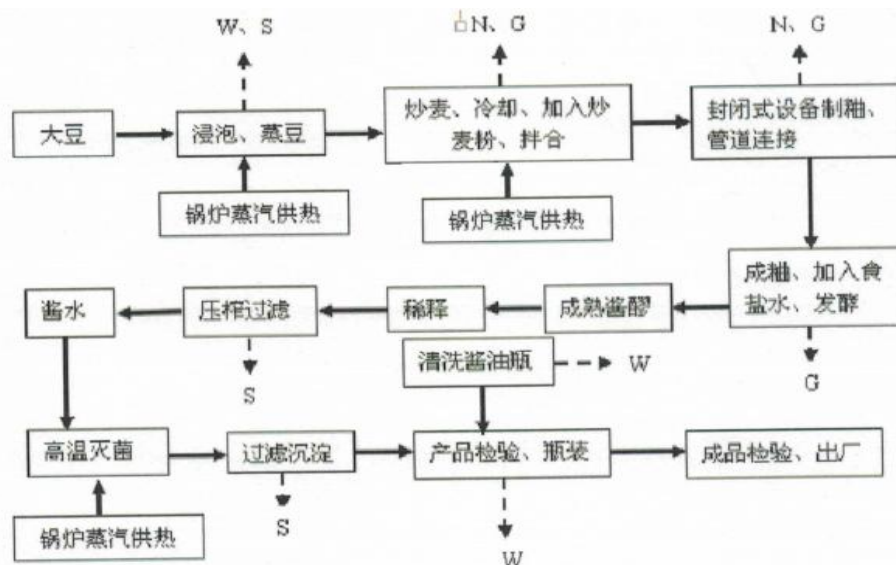 W、S
N、G
N、G
大豆
浸泡、蒸豆
炒麦、冷却、加入炒
麦粉、拌合
封闭式设备制釉、
管道连接
锅炉蒸汽供热
锅炉蒸汽供热
成釉、加入食
盐水、发酵
成熟酱醪
稀释
压榨过滤
酱水
S
清洗酱油瓶
W
G
高温灭菌
过滤沉淀
产品检验、瓶装
成品检验、出厂
锅炉蒸汽供热
S
W